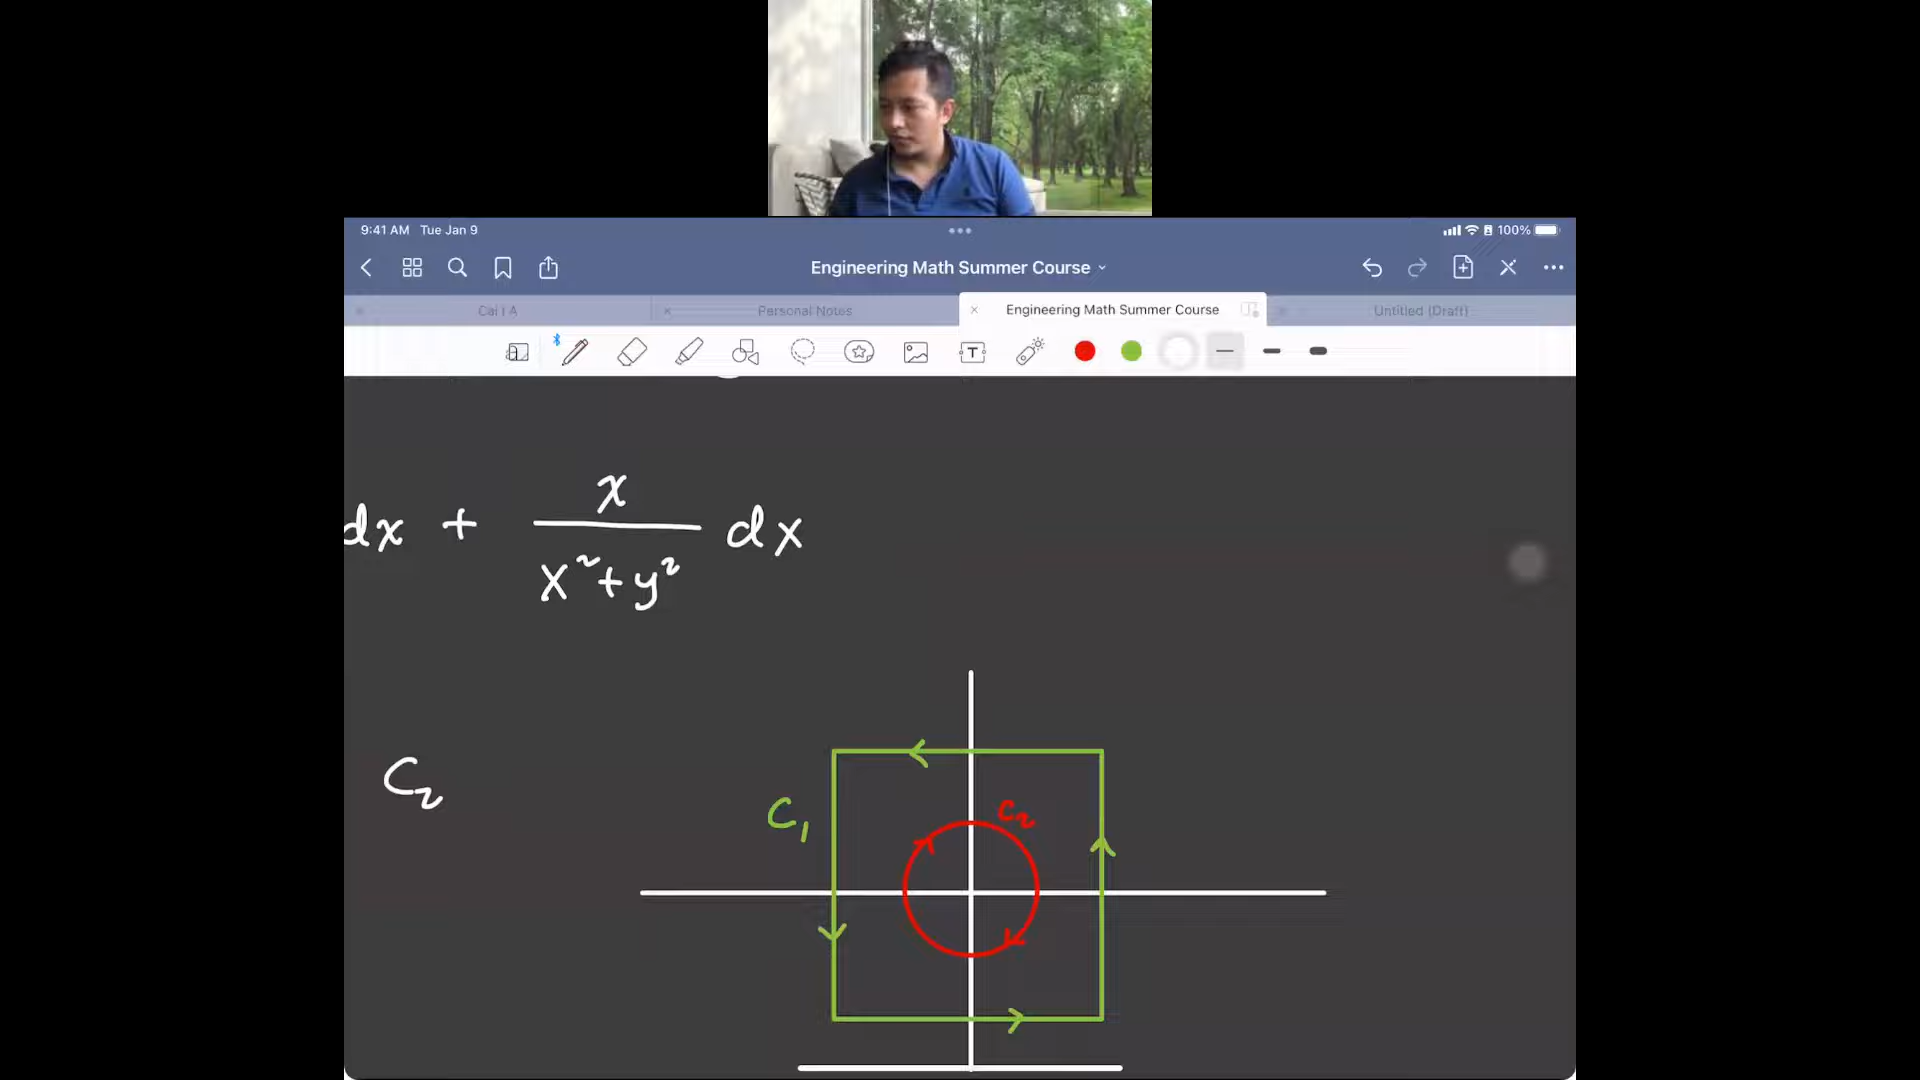 9:41 AM Tue Jan 9
100%
Engineering Math Summer Course
Cal I A
Personal Notes
Engineering Math Summer Course
Untitled (Draft)
dx + x/(x²+y²) dx
C₂
C₁
C₂